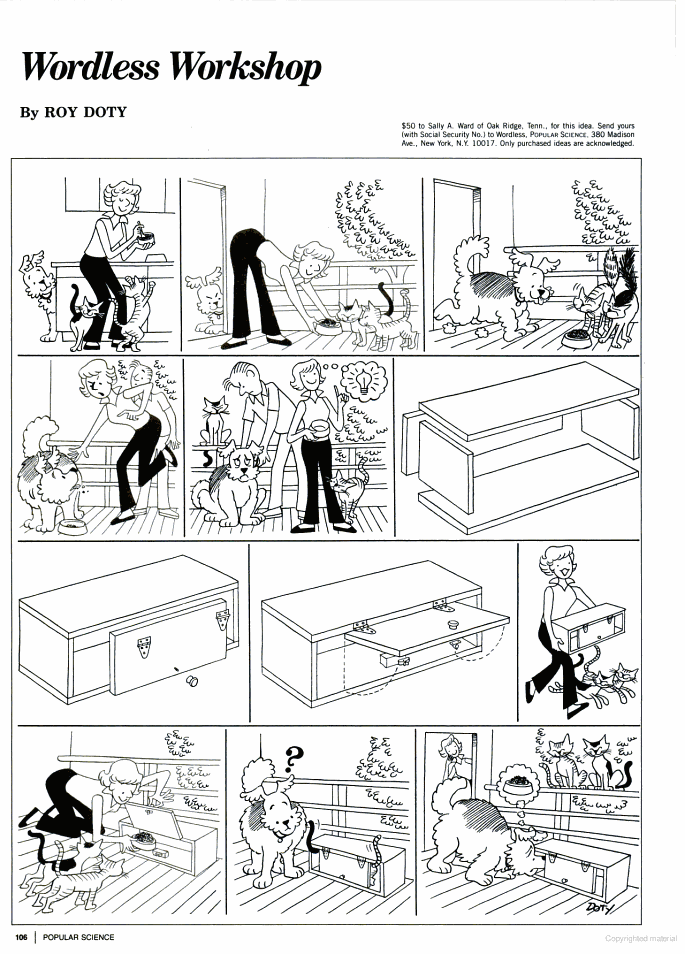 Wordless Workshop
By ROY DOTY
$50 to Sally A. Ward of Oak Ridge, Tenn., for this idea. Send yours
(with Social Security No.) to Wordless, POPULAR SCIENCE, 380 Madison
Ave., New York, N.Y. 10017. Only purchased ideas are acknowledged.
?
DOTY
106 | POPULAR SCIENCE
Copyrighted material